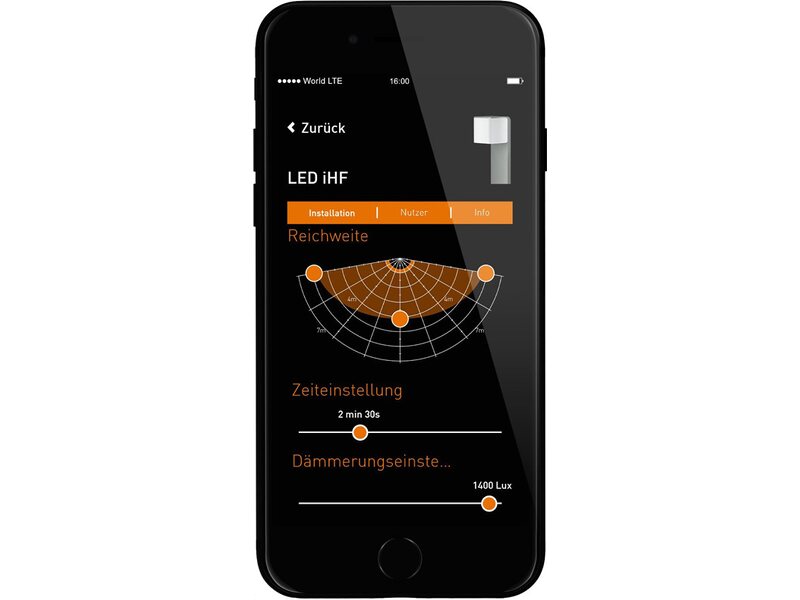 ●●●●● World LTE 16:00
Zurück
LED iHF
Installation | Nutzer | Info
Reichweite
4m 4m
7m 7m
Zeiteinstellung
2 min 30s
Dämmerungseinste...
1400 Lux